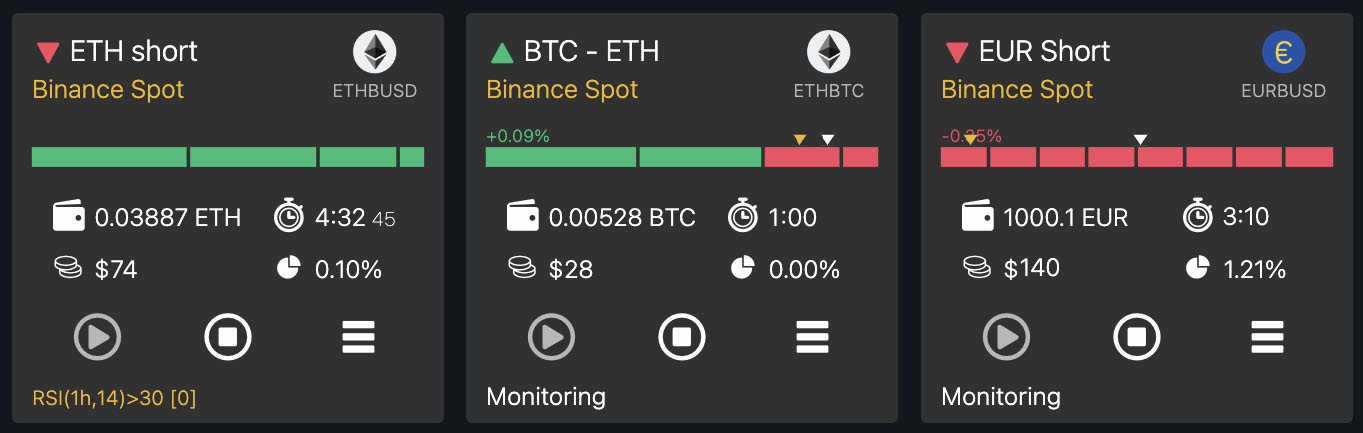 ETH short
Binance Spot
ETHBUSD
0.03887 ETH
4:32 45
$74
0.10%
RSI(1h,14)>30 [0]
BTC - ETH
Binance Spot
ETHBTC
+0.09%
0.00528 BTC
1:00
$28
0.00%
Monitoring
EUR Short
€
Binance Spot
EURBUSD
1000.1 EUR
3:10
$140
1.21%
Monitoring